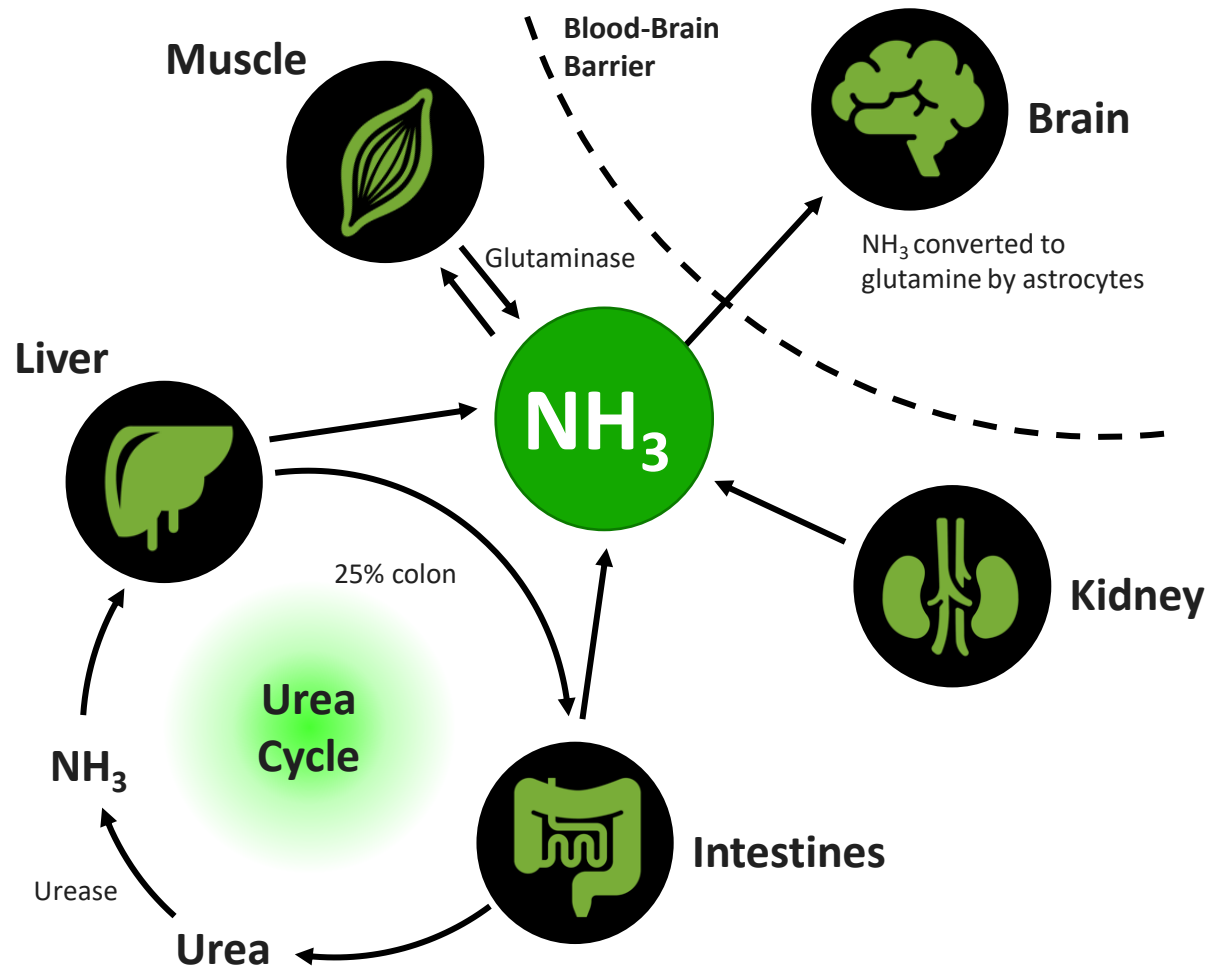 Blood-Brain
Barrier
Muscle
Brain
Glutaminase
NH₃ converted to
glutamine by astrocytes
Liver
NH₃
25% colon
Kidney
Urea
Cycle
NH₃
Intestines
Urease
Urea